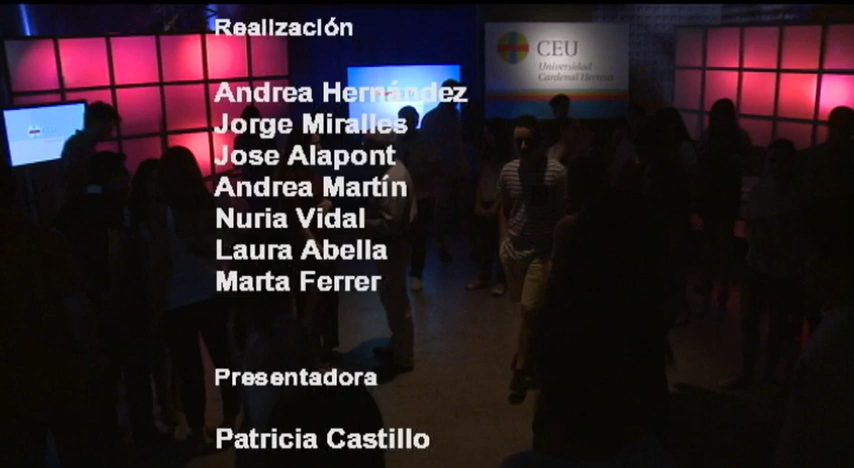 Realización
Andrea Hernández
Jorge Miralles
Jose Alapont
Andrea Martín
Nuria Vidal
Laura Abella
Marta Ferrer
Presentadora
Patricia Castillo
CEU
Universidad
Cardenal Herrera
CEU